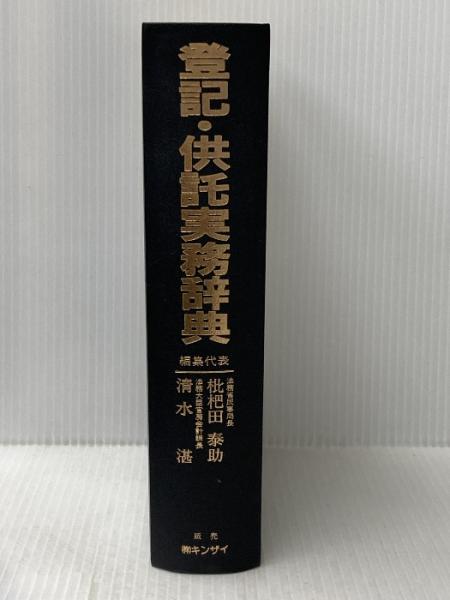 登記・供託実務辞典
編集代表
法務省民事局長
枇杷田 泰助
法務大臣官房会計課長
清水 湛
販売
㈱キンザイ